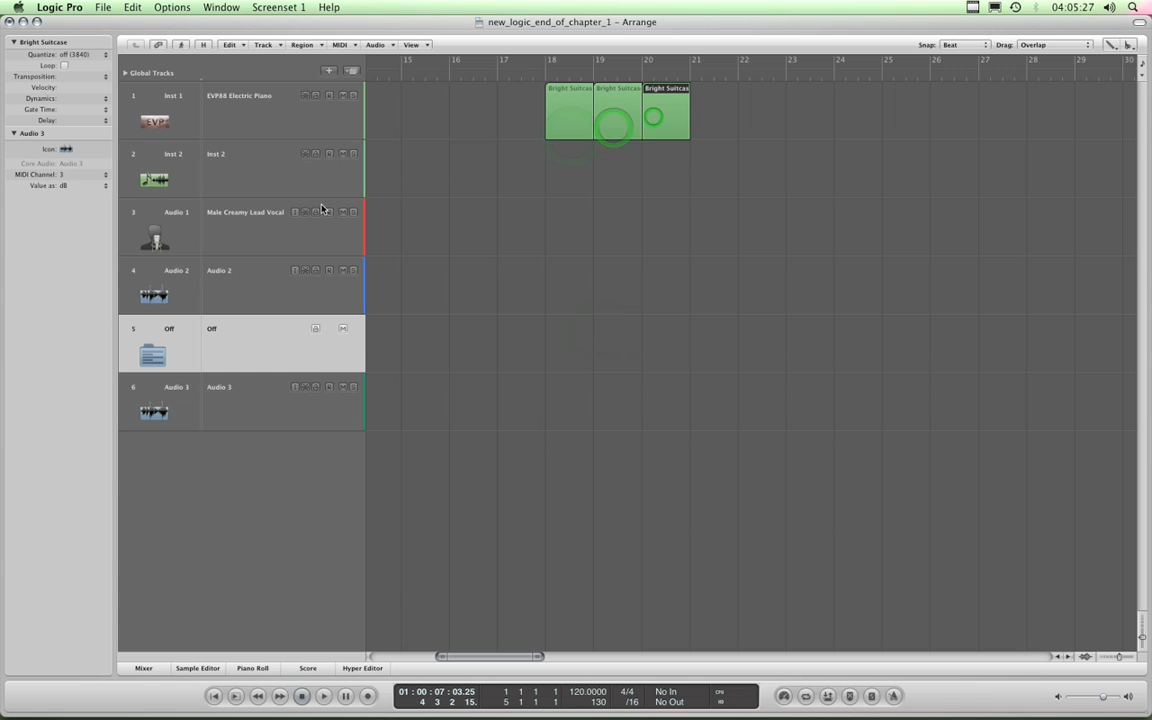 Logic Pro File Edit Options Window Screenset 1 Help 04:05:27
new_logic_end_of_chapter_1 – Arrange
Bright Suitcase
Quantize: off (3840)
Loop:
Transposition:
Velocity:
Dynamics:
Gate Time:
Delay:
Audio 3
Icon:
Core Audio: Audio 3
MIDI Channel: 3
Value as: dB
H Edit Track Region MIDI Audio View Snap: Beat Drag: Overlap
Global Tracks
15 16 17 18 19 20 21 22 23 24 25 26 27 28 29 30
1 Inst 1 EVP88 Electric Piano R M S
EVP
Bright Suitcas Bright Suitcas Bright Suitcas
2 Inst 2 Inst 2 R M S
3 Audio 1 Male Creamy Lead Vocal I R M S
4 Audio 2 Audio 2 I R M S
5 Off Off M
6 Audio 3 Audio 3 I R M S
Mixer Sample Editor Piano Roll Score Hyper Editor
01 : 00 : 07 : 03.25 1 1 1 1 120.0000 4/4 No In CPU
4 3 2 15. 5 1 1 1 130 /16 No Out HD